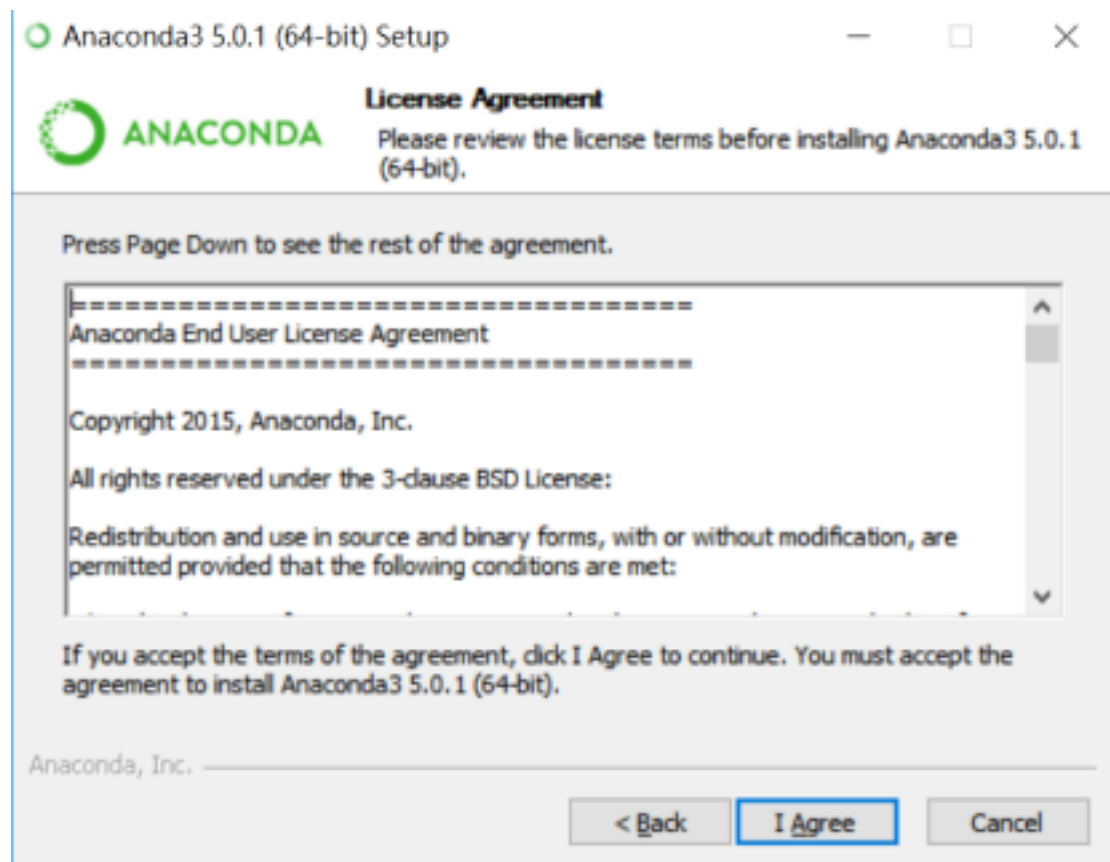 Anaconda3 5.0.1 (64-bit) Setup
ANACONDA
License Agreement
Please review the license terms before installing Anaconda3 5.0.1
(64-bit).
Press Page Down to see the rest of the agreement.
===================================
Anaconda End User License Agreement
===================================
Copyright 2015, Anaconda, Inc.
All rights reserved under the 3-clause BSD License:
Redistribution and use in source and binary forms, with or without modification, are
permitted provided that the following conditions are met:
If you accept the terms of the agreement, click I Agree to continue. You must accept the
agreement to install Anaconda3 5.0.1 (64-bit).
Anaconda, Inc.
< Back
I Agree
Cancel